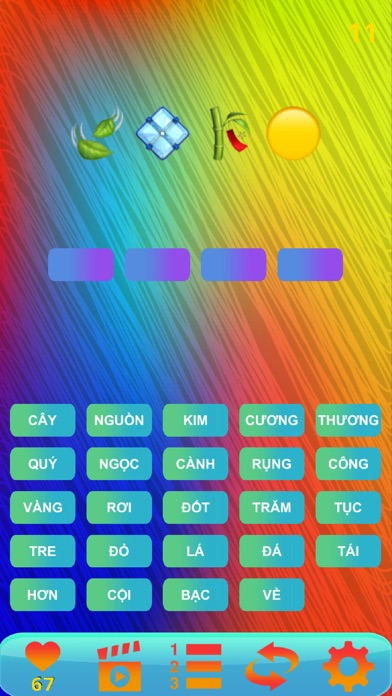 11
CÂY NGUỒN KIM CƯƠNG THƯƠNG
QUÝ NGỌC CÀNH RỤNG CÔNG
VÀNG RƠI ĐỐT TRĂM TỤC
TRE ĐỎ LÁ ĐÁ TÁI
HƠN CỘI BẠC VỀ
67
1
2
3